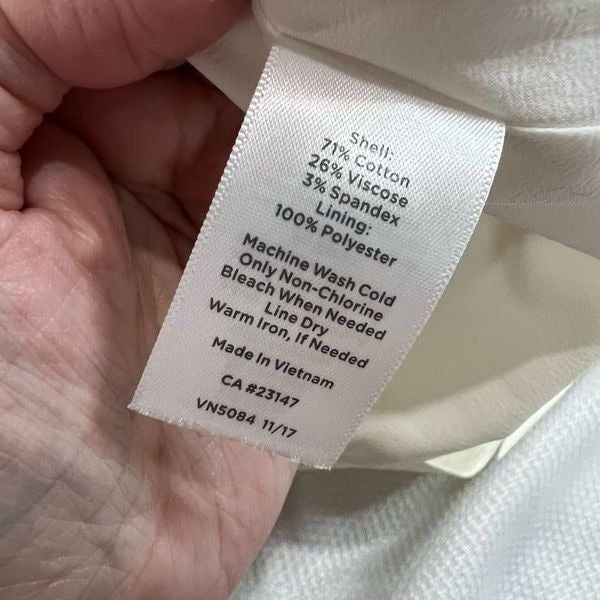 Shell:
71% Cotton
26% Viscose
3% Spandex
Lining:
100% Polyester
Machine Wash Cold
Only Non-Chlorine
Bleach When Needed
Line Dry
Warm Iron, If Needed
Made In Vietnam
CA #23147
VN5084 11/17